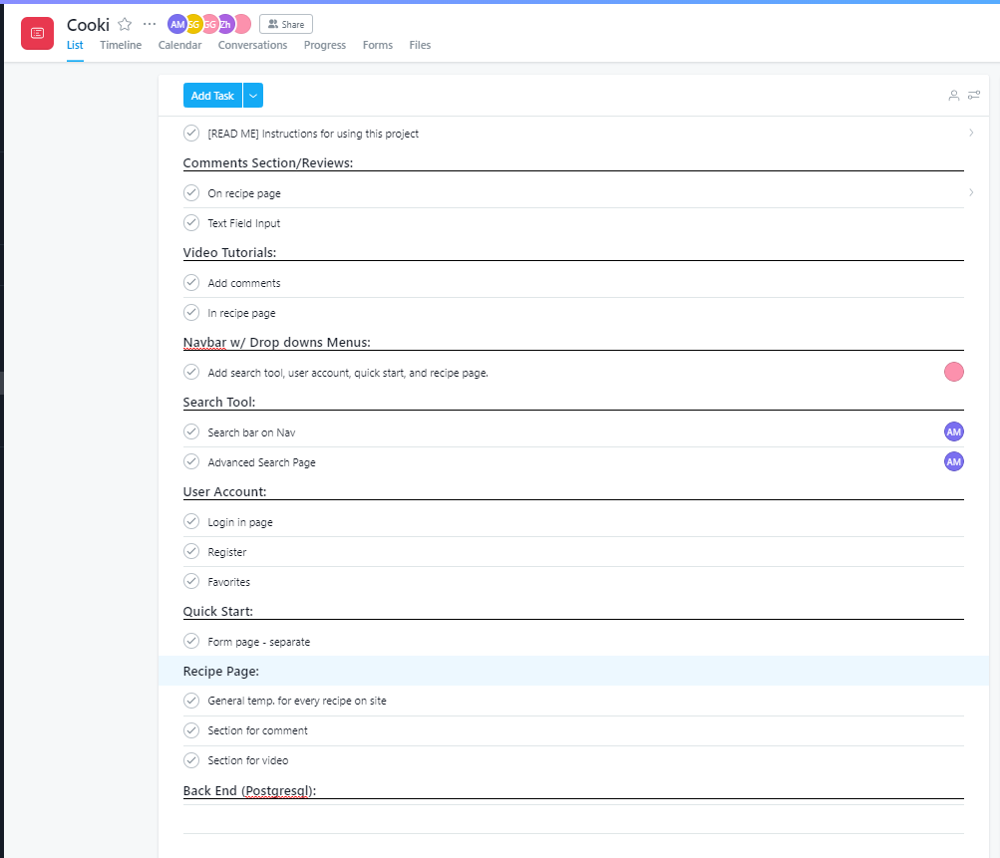 Cooki
AM SG GG Zh Share
List Timeline Calendar Conversations Progress Forms Files
Add Task
[READ ME] Instructions for using this project
Comments Section/Reviews:
On recipe page
Text Field Input
Video Tutorials:
Add comments
In recipe page
Navbar w/ Drop downs Menus:
Add search tool, user account, quick start, and recipe page.
Search Tool:
Search bar on Nav AM
Advanced Search Page AM
User Account:
Login in page
Register
Favorites
Quick Start:
Form page - separate
Recipe Page:
General temp. for every recipe on site
Section for comment
Section for video
Back End (Postgresql):